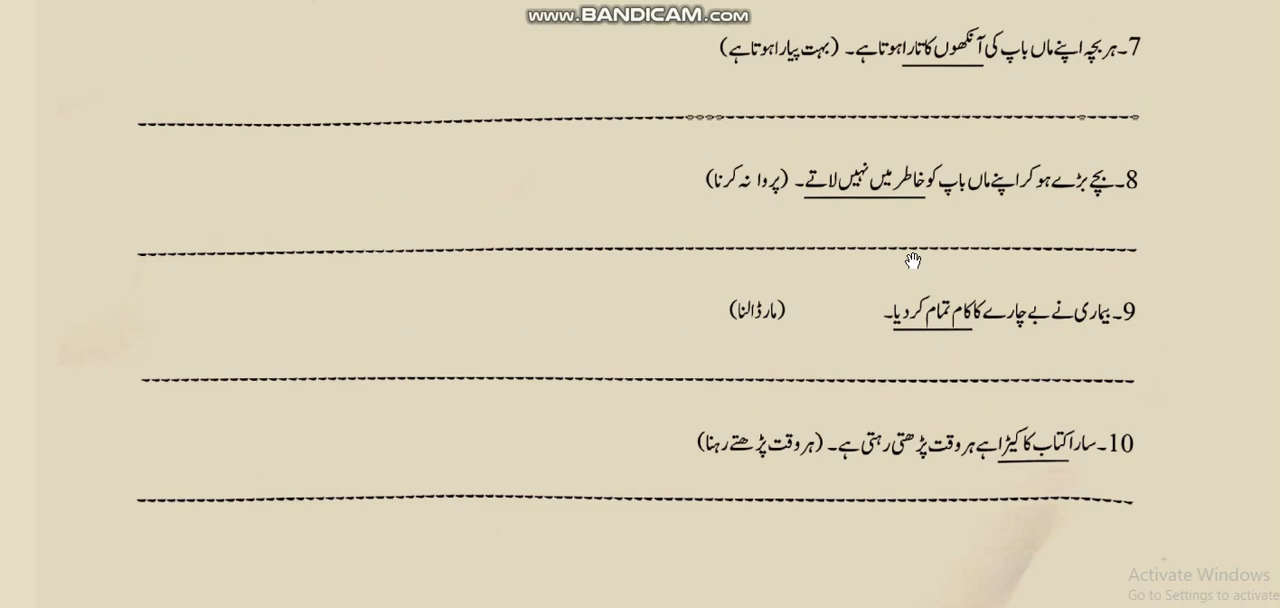 www.BANDICAM.com
7۔ہر بچہ اپنے ماں باپ کی آنکھوں کا تارا ہوتا ہے۔ (بہت پیارا ہوتا ہے)
8۔بچے بڑے ہو کر اپنے ماں باپ کو خاطر میں نہیں لاتے۔ (پروا نہ کرنا)
9۔بیماری نے بے چارے کا کام تمام کر دیا۔ (مار ڈالنا)
10۔سارا کتاب کا کیڑا ہے ہر وقت پڑھتی رہتی ہے۔ (ہر وقت پڑھتے رہنا)
Activate Windows
Go to Settings to activate